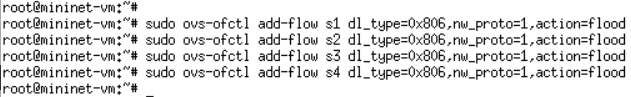 root@mininet-vm:~#
root@mininet-vm:~# sudo ovs-ofctl add-flow s1 dl_type=0x806,nw_proto=1,action=flood
root@mininet-vm:~# sudo ovs-ofctl add-flow s2 dl_type=0x806,nw_proto=1,action=flood
root@mininet-vm:~# sudo ovs-ofctl add-flow s3 dl_type=0x806,nw_proto=1,action=flood
root@mininet-vm:~# sudo ovs-ofctl add-flow s4 dl_type=0x806,nw_proto=1,action=flood
root@mininet-vm:~#